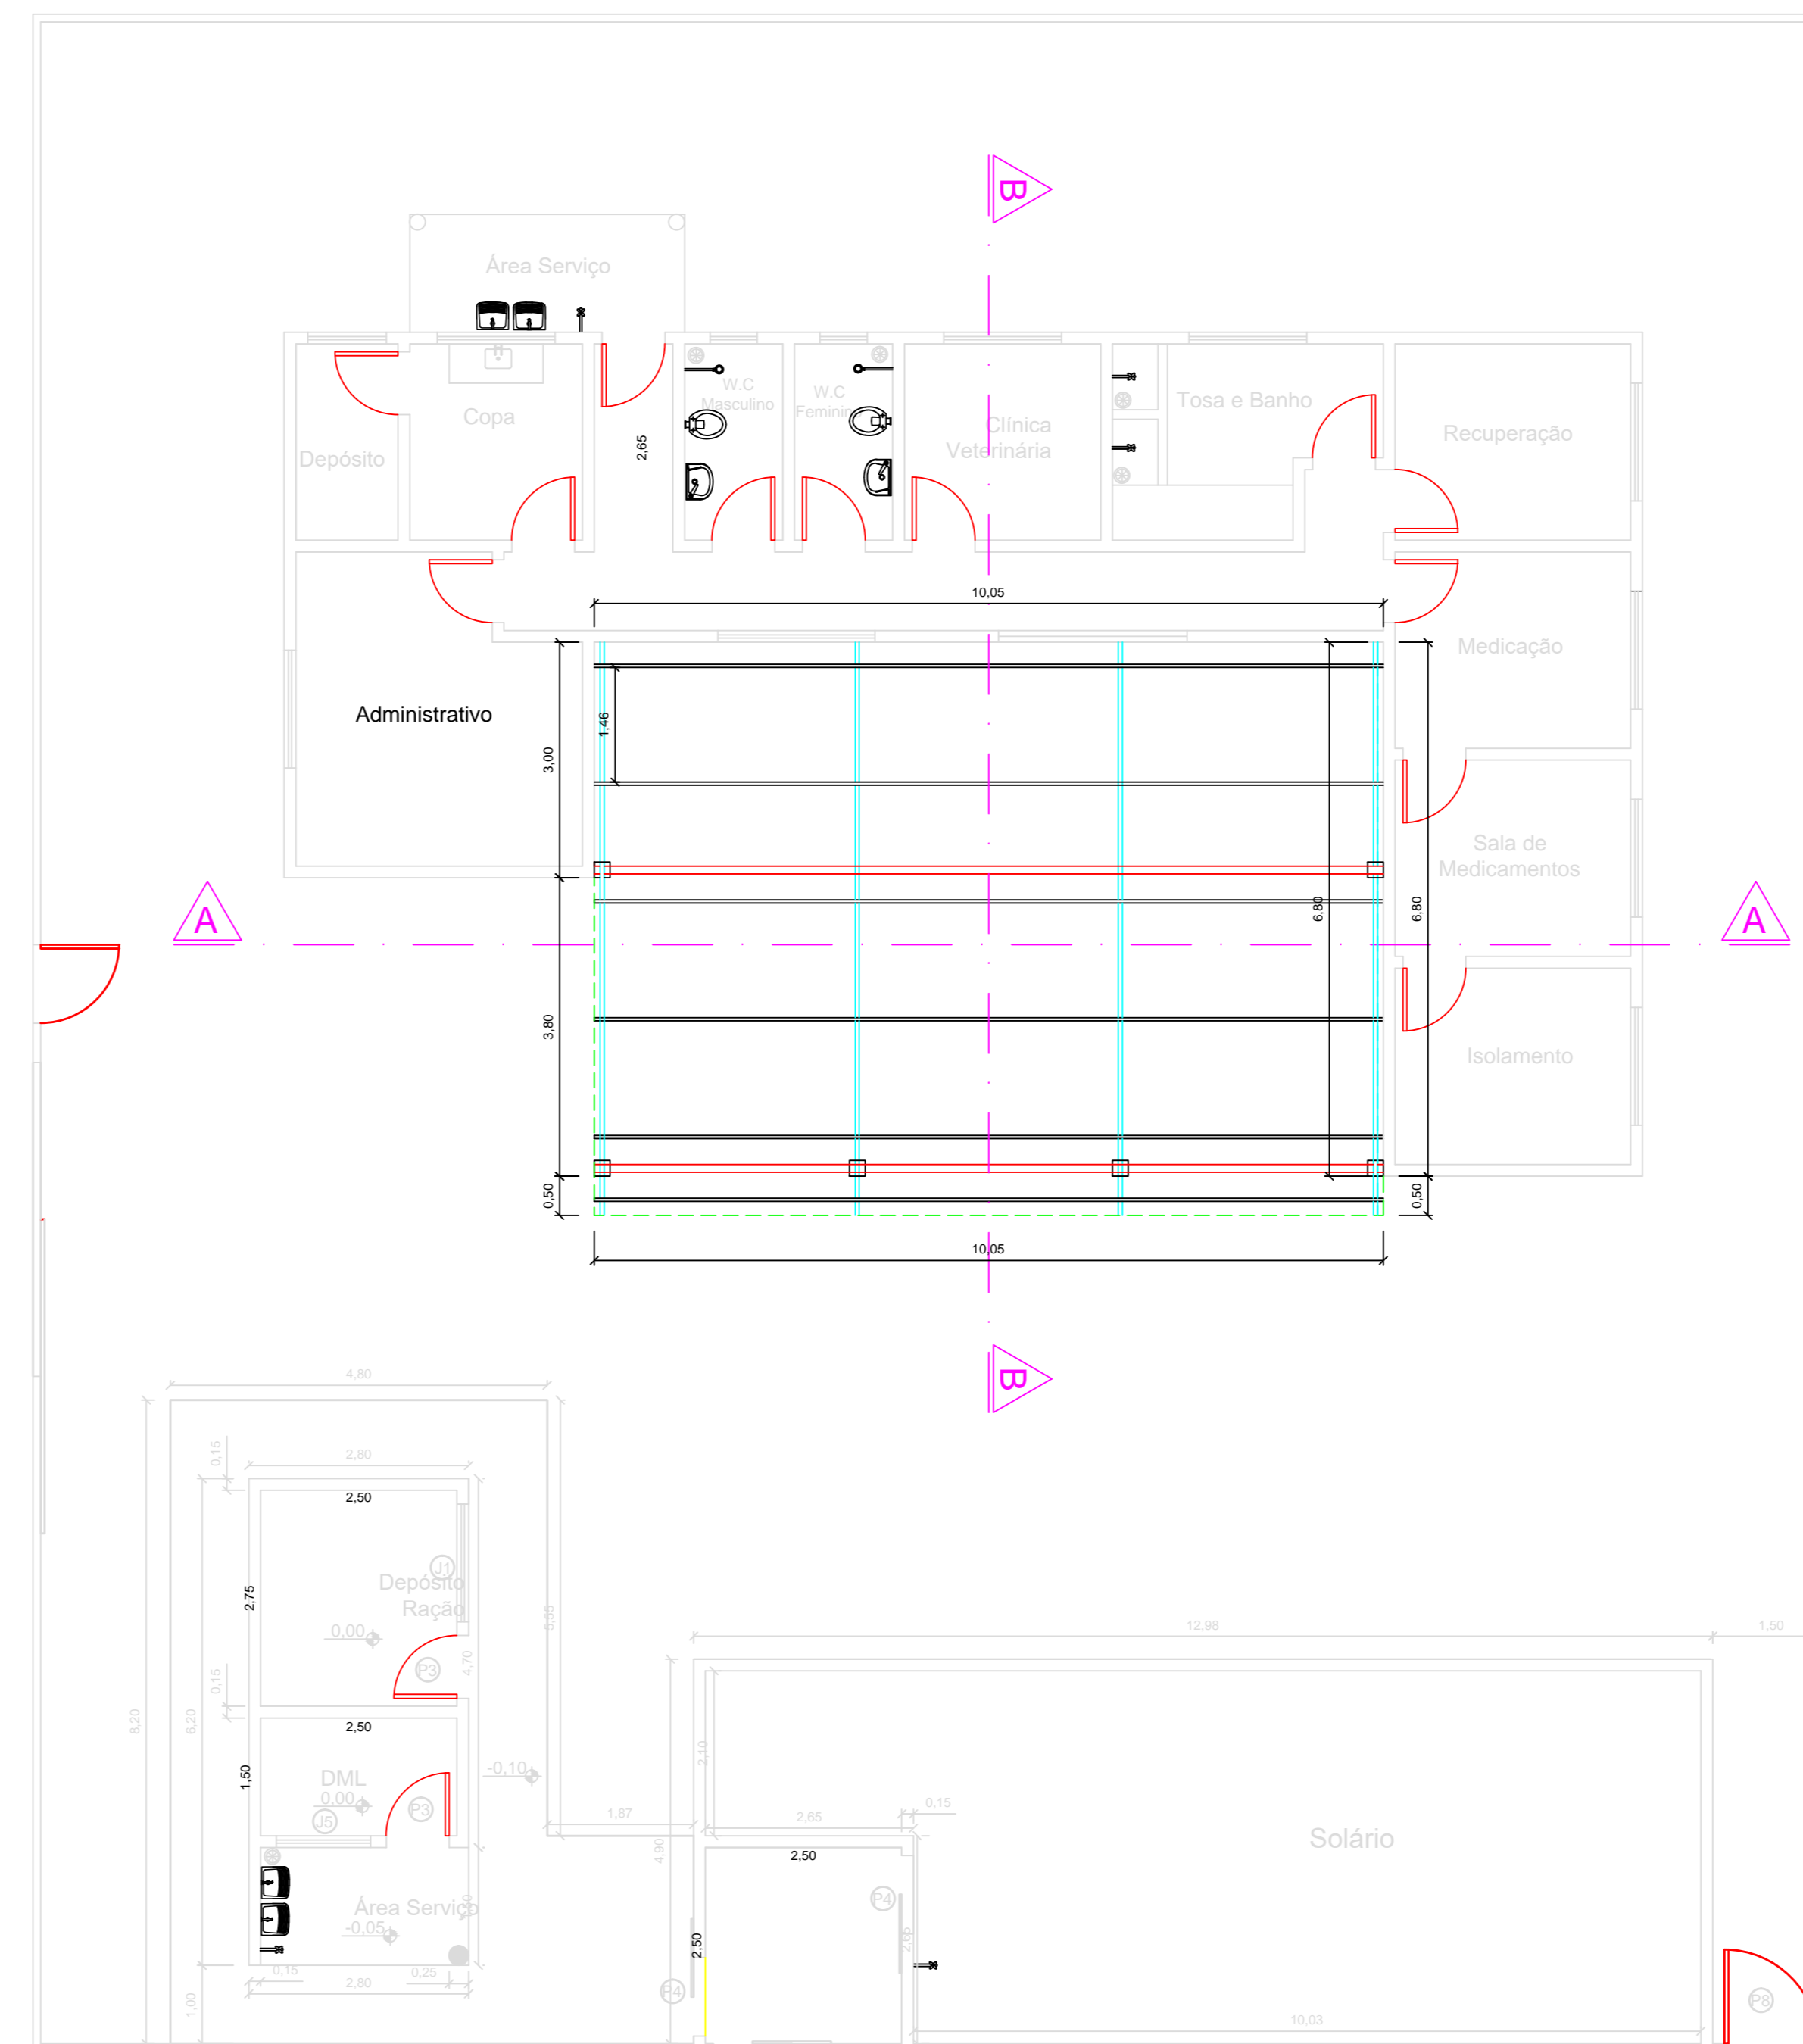 B
Área Serviço
W.C
Masculino
W.C
Feminin
Copa
Depósito
Clínica
Veterinária
Tosa e Banho
Recuperação
2,65
10,05
Medicação
Administrativo
1,46
3,00
Sala de
Medicamentos
A
A
6,80
6,80
3,80
Isolamento
0,50
0,50
10,05
B
4,80
0,15
2,80
2,50
J1
Depósito
Ração
2,75
0,00
P3
4,70
5,55
12,98
1,50
0,15
8,20
6,20
2,50
2,10
-0,10
DML
0,00
1,50
J5
P3
1,87
2,65
0,15
4,90
2,50
Solário
Área Serviço
-0,05
P4
2,65
2,50
0,15
2,80
0,25
1,00
P4
P8
10,03